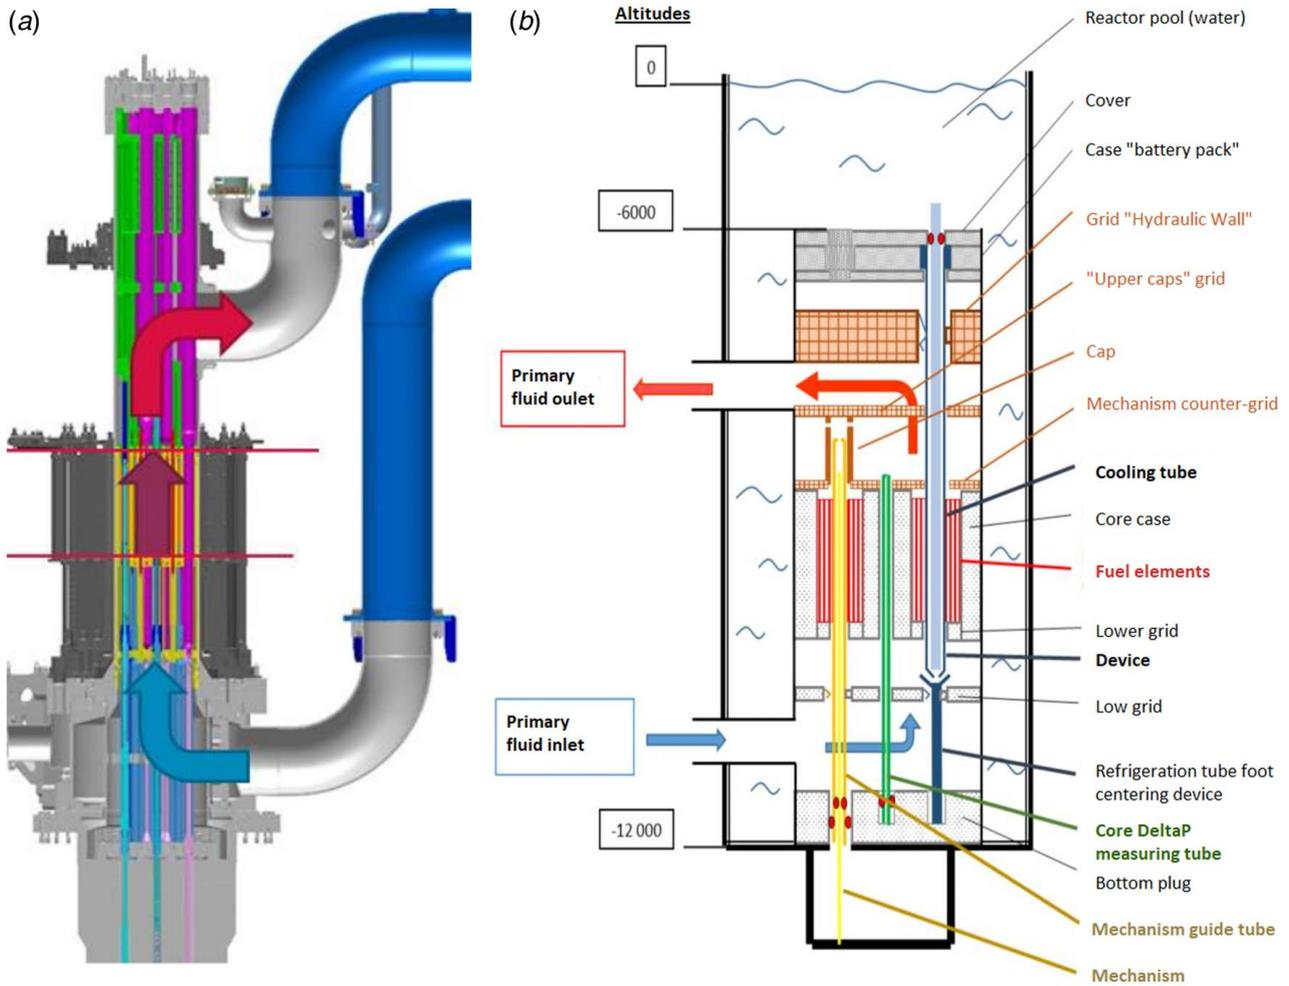 (a)
(b)
Altitudes
0
-6000
-12 000
Primary
fluid oulet
Primary
fluid inlet
Reactor pool (water)
Cover
Case "battery pack"
Grid "Hydraulic Wall"
"Upper caps" grid
Cap
Mechanism counter-grid
Cooling tube
Core case
Fuel elements
Lower grid
Device
Low grid
Refrigeration tube foot
centering device
Core DeltaP
measuring tube
Bottom plug
Mechanism guide tube
Mechanism